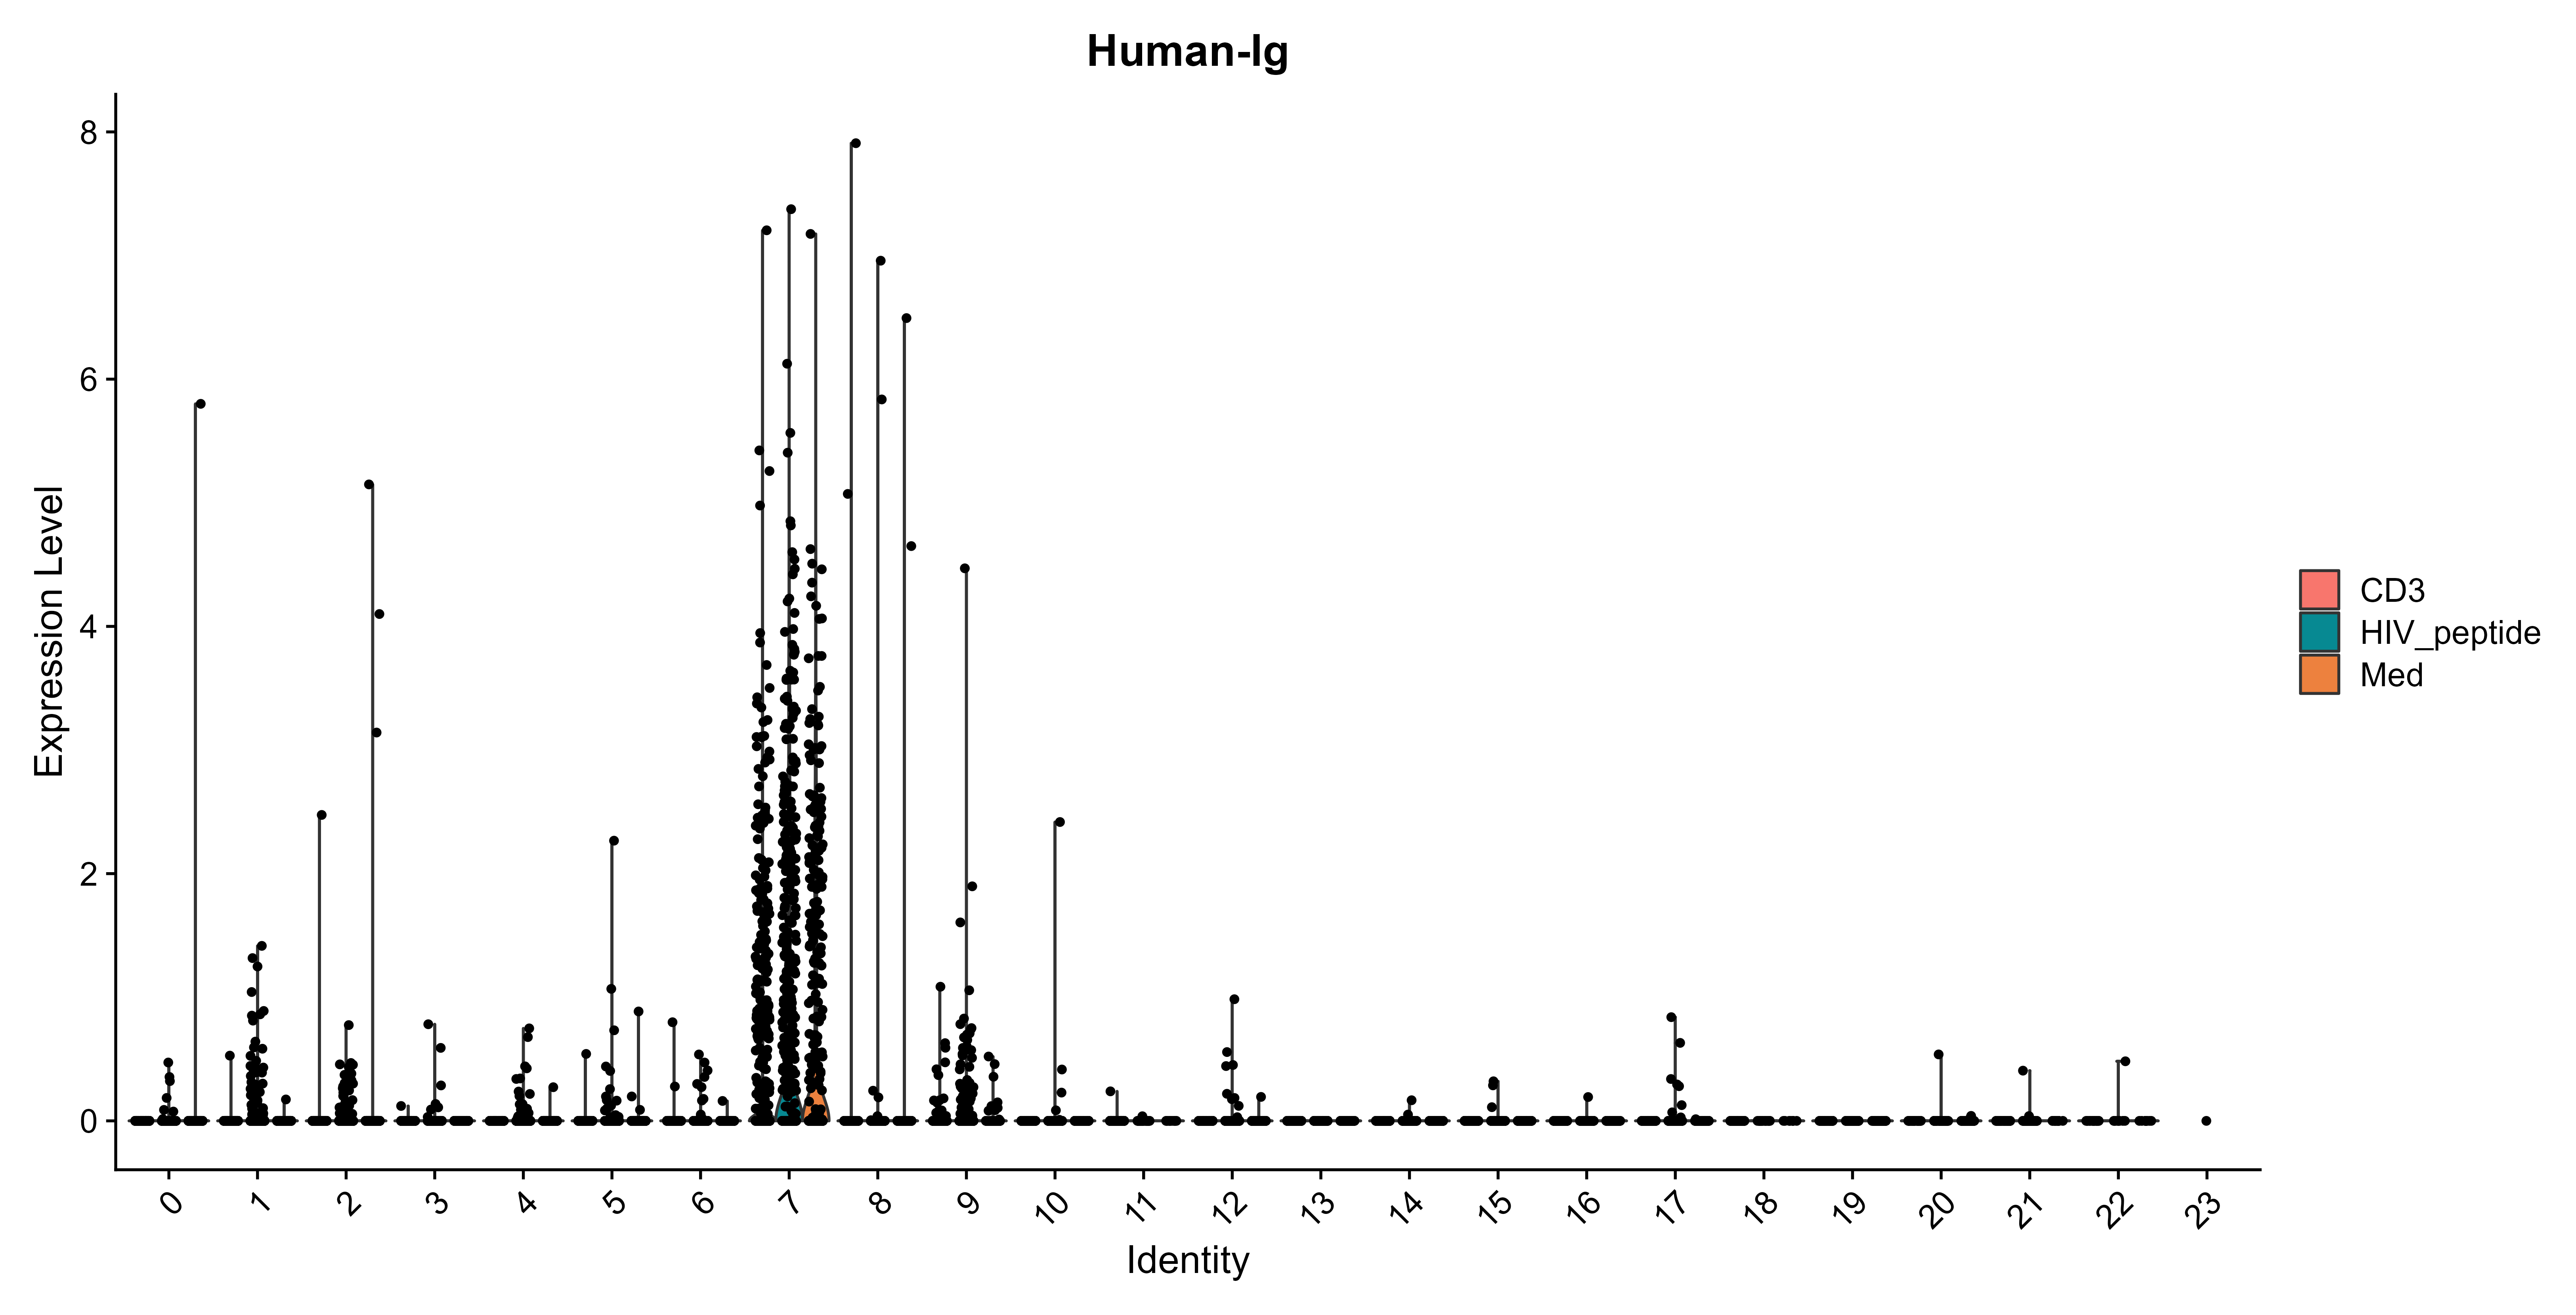 Human-Ig
Expression Level
8
6
4
2
0
0 1 2 3 4 5 6 7 8 9 10 11 12 13 14 15 16 17 18 19 20 21 22 23
Identity
CD3
HIV_peptide
Med